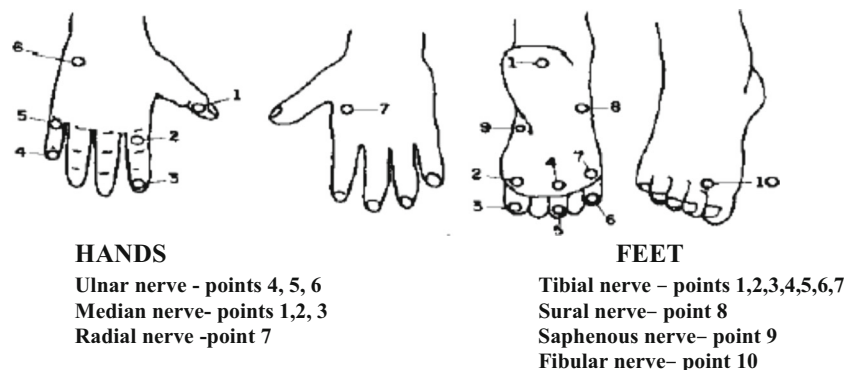 6
1
5
2
4
3
7
1
8
9
2
4
7
3
5
6
10
HANDS
Ulnar nerve - points 4, 5, 6
Median nerve- points 1,2, 3
Radial nerve -point 7
FEET
Tibial nerve – points 1,2,3,4,5,6,7
Sural nerve– point 8
Saphenous nerve– point 9
Fibular nerve– point 10